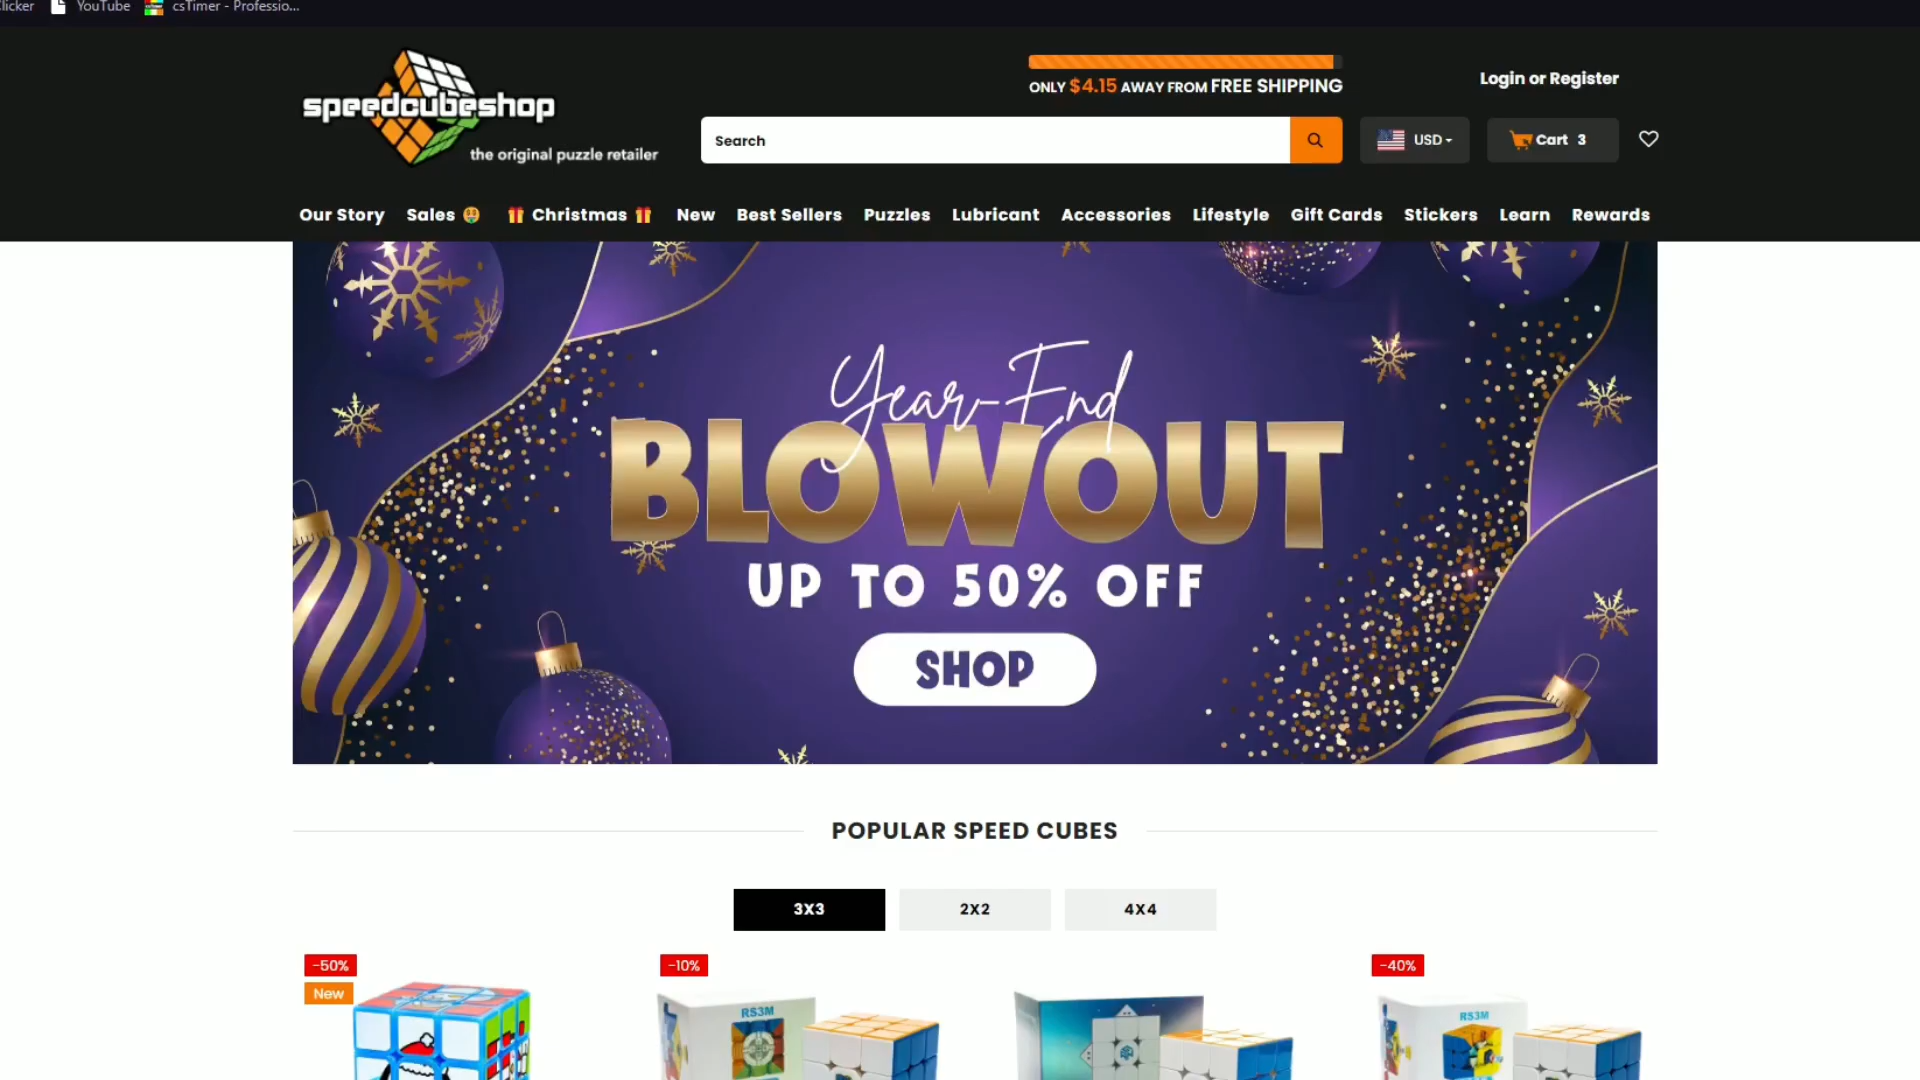 licker YouTube csTimer - Professio...
speedcubeshop
the original puzzle retailer
ONLY $4.15 AWAY FROM FREE SHIPPING
Login or Register
Search
USD
Cart 3
Our Story Sales Christmas New Best Sellers Puzzles Lubricant Accessories Lifestyle Gift Cards Stickers Learn Rewards
Year-End
BLOWOUT
UP TO 50% OFF
SHOP
POPULAR SPEED CUBES
3X3 2X2 4X4
-50% -10% -40%
New
RS3M RS3M